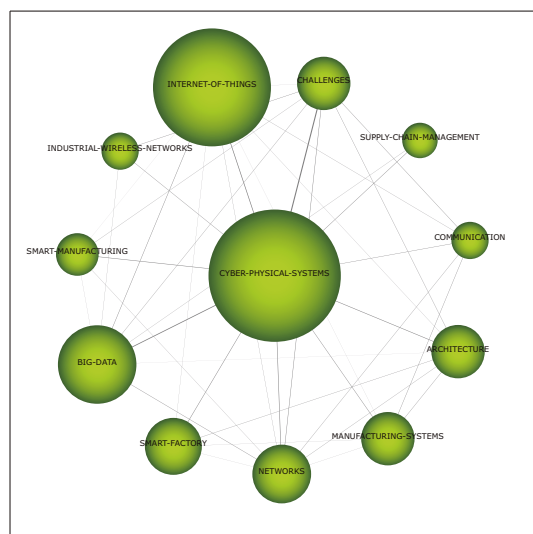 INTERNET-OF-THINGS
CHALLENGES
SUPPLY-CHAIN-MANAGEMENT
INDUSTRIAL-WIRELESS-NETWORKS
COMMUNICATION
SMART-MANUFACTURING
CYBER-PHYSICAL-SYSTEMS
ARCHITECTURE
BIG-DATA
MANUFACTURING-SYSTEMS
SMART-FACTORY
NETWORKS